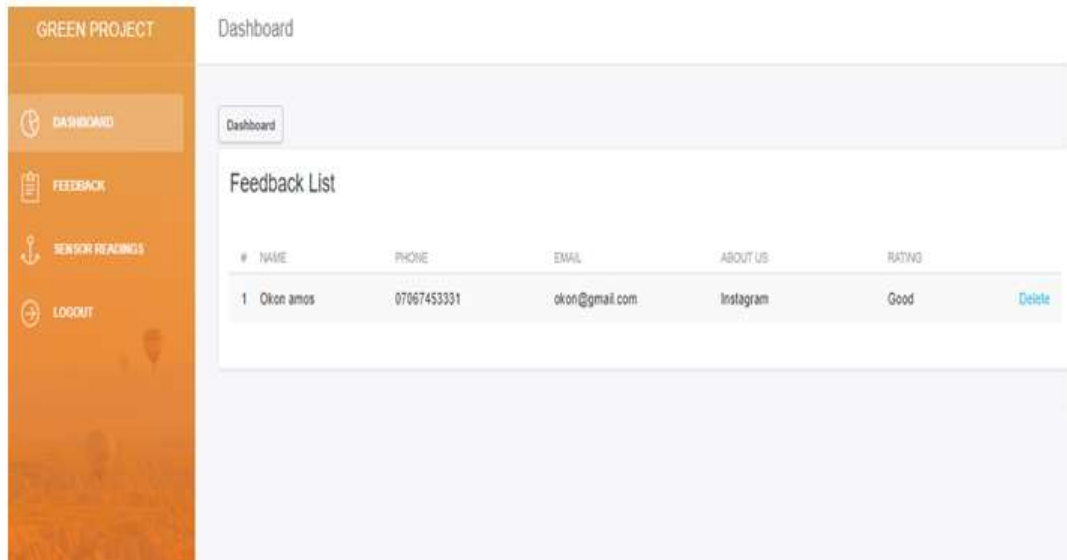 GREEN PROJECT
Dashboard
DASHBOARD
FEEDBACK
SENSOR READINGS
LOGOUT
Dashboard
Feedback List
# NAME PHONE EMAIL ABOUT US RATING
1 Okon amos 07067453331 okon@gmail.com Instagram Good Delete